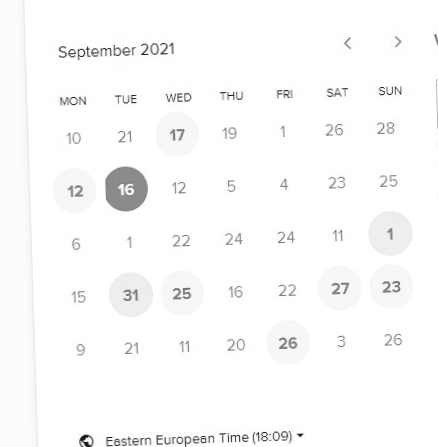 September 2021
MON TUE WED THU FRI SAT SUN
10 21 17 19 1 26 28
12 16 12 5 4 23 25
6 1 22 24 24 11 1
15 31 25 16 22 27 23
9 21 11 20 26 3 26
Eastern European Time (18:09)